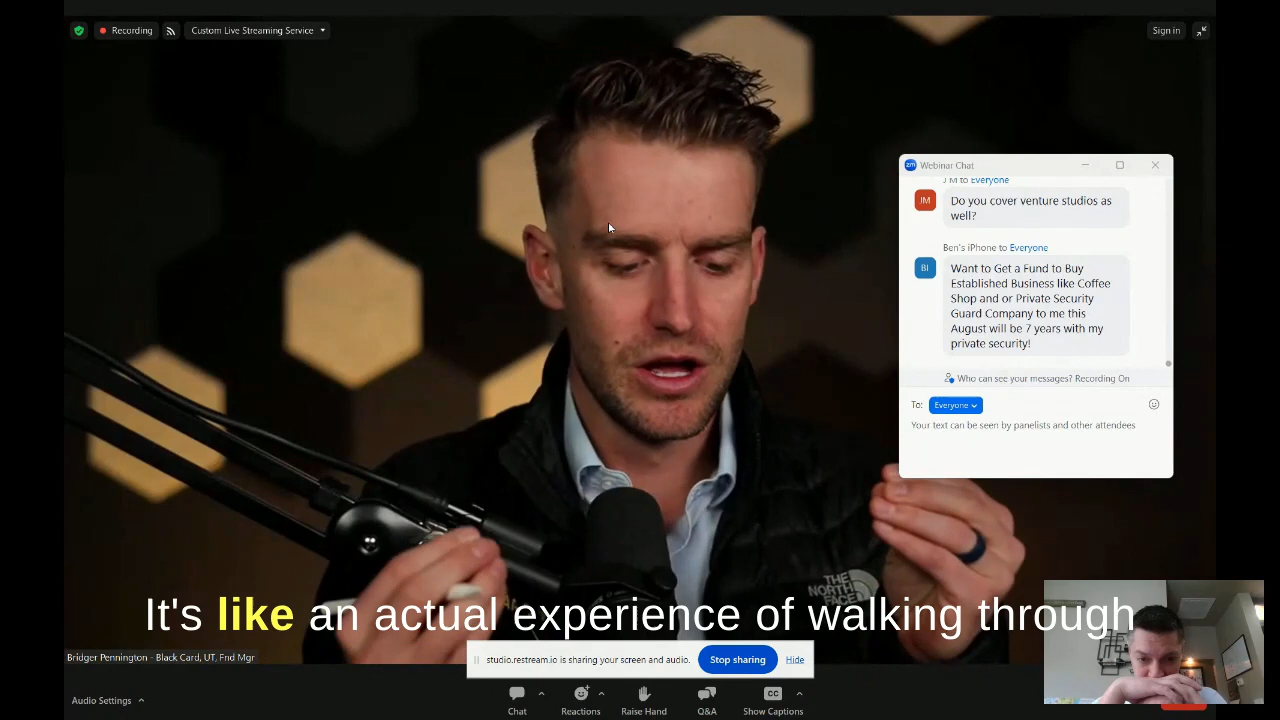 Recording
Custom Live Streaming Service
Sign in
zm Webinar Chat
J M to Everyone
JM
Do you cover venture studios as
well?
Ben's iPhone to Everyone
BI
Want to Get a Fund to Buy
Established Business like Coffee
Shop and or Private Security
Guard Company to me this
August will be 7 years with my
private security!
Who can see your messages? Recording On
To: Everyone
Your text can be seen by panelists and other attendees
THE
NORTH
FACE
It's like an actual experience of walking through
Bridger Pennington - Black Card, UT, Fnd Mgr
studio.restream.io is sharing your screen and audio.
Stop sharing
Hide
Audio Settings
Chat
Reactions
Raise Hand
Q&A
CC
Show Captions